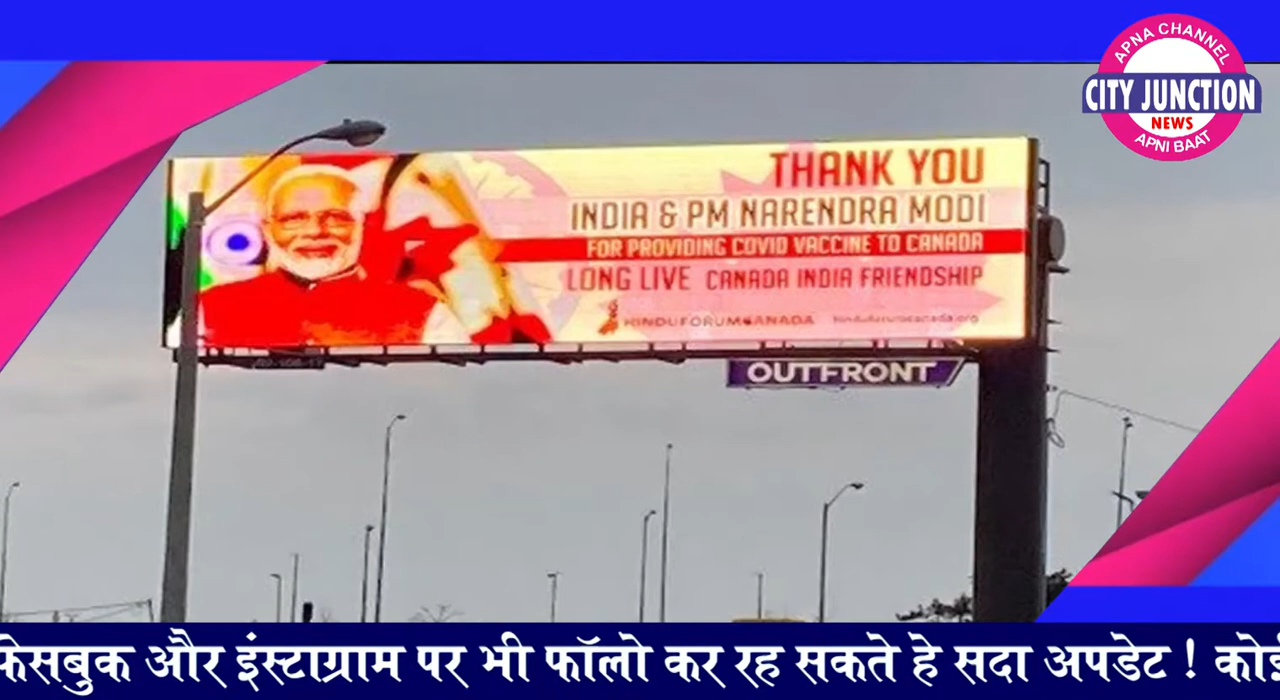 APNA CHANNEL
CITY JUNCTION
NEWS
APNI BAAT
THANK YOU
INDIA & PM NARENDRA MODI
FOR PROVIDING COVID VACCINE TO CANADA
LONG LIVE CANADA INDIA FRIENDSHIP
HINDUFORUMCANADA hinduforumcanada.org
OUTFRONT
फेसबुक और इंस्टाग्राम पर भी फॉलो कर रह सकते हे सदा अपडेट ! कोई